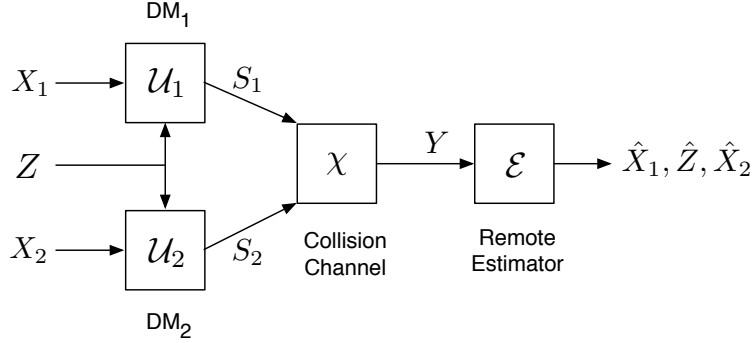 DM₁
X₁
𝒰₁
S₁
Z
χ
Y
ℰ
X̂₁, Ẑ, X̂₂
X₂
𝒰₂
S₂
Collision
Channel
Remote
Estimator
DM₂